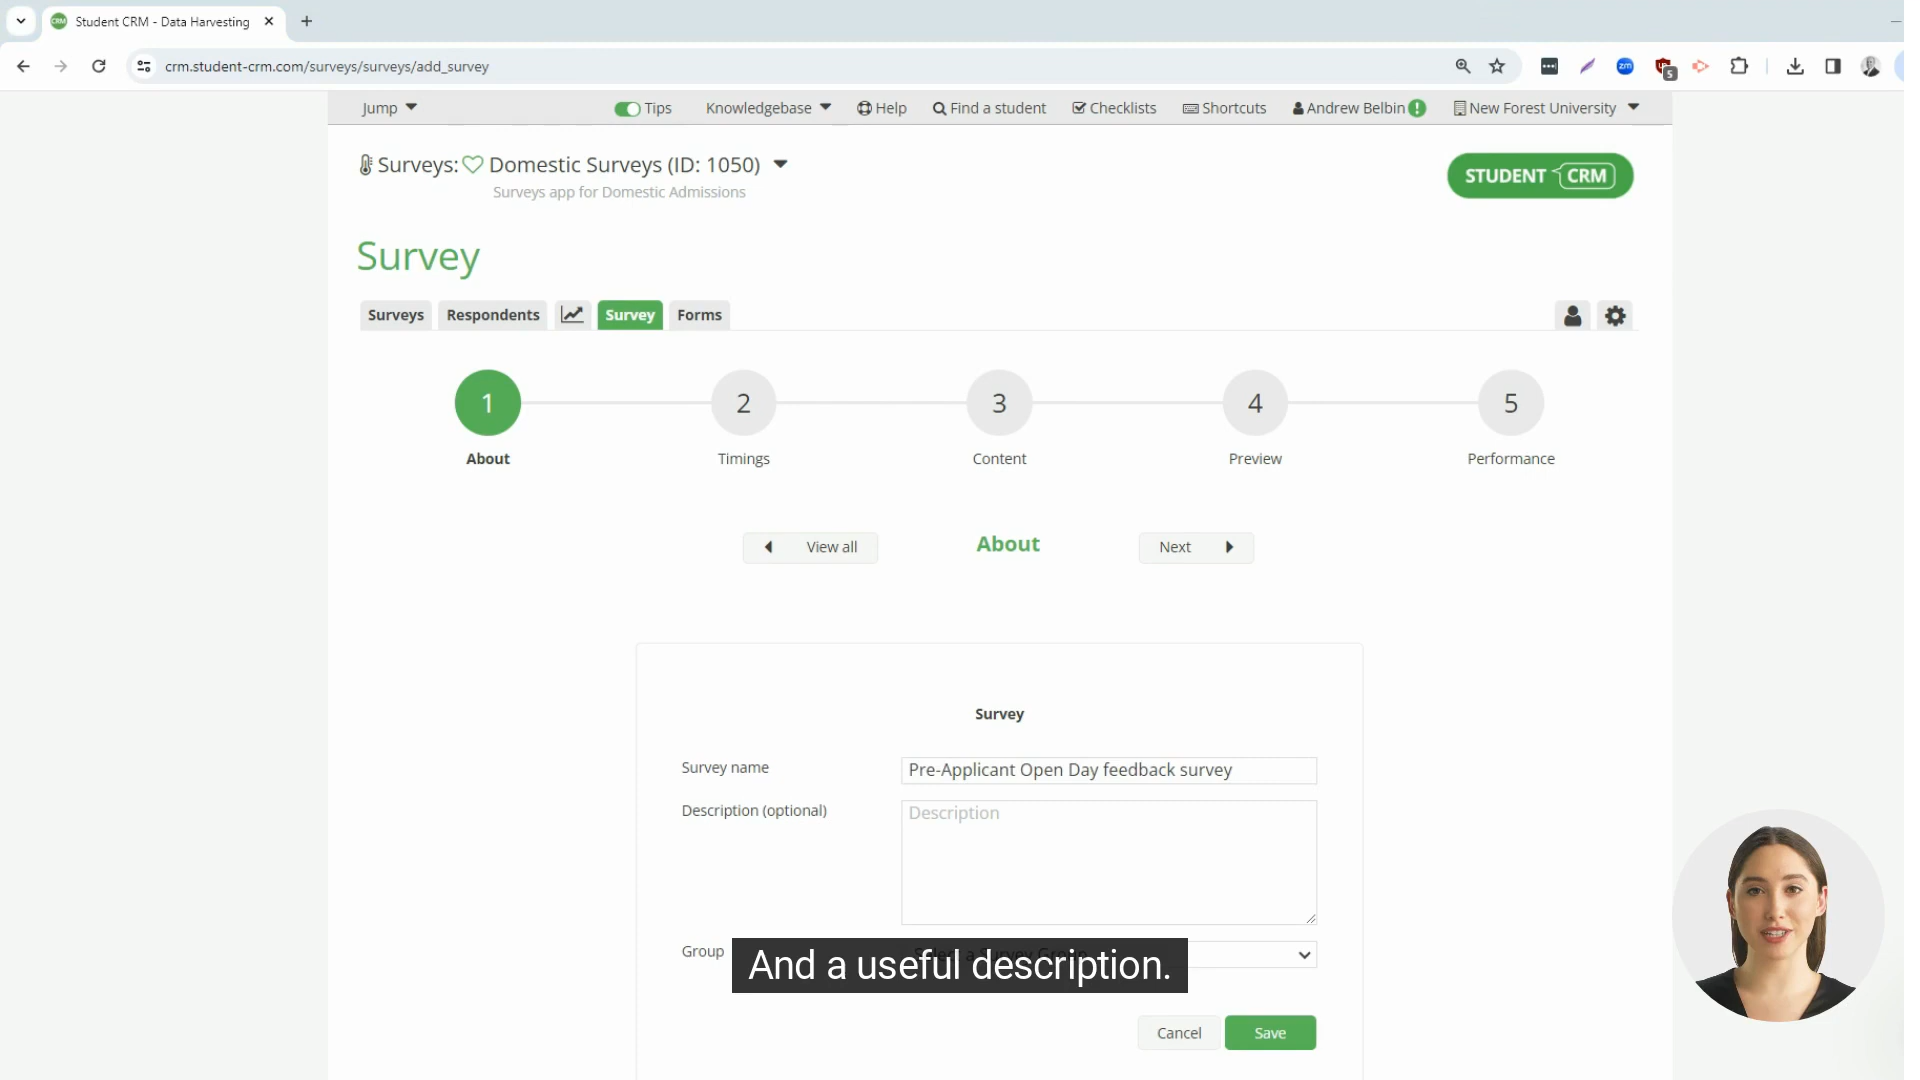 Student CRM - Data Harvesting
crm.student-crm.com/surveys/surveys/add_survey
zm
5
Jump
Tips
Knowledgebase
Help
Find a student
Checklists
Shortcuts
Andrew Belbin
New Forest University
Surveys: Domestic Surveys (ID: 1050)
Surveys app for Domestic Admissions
STUDENT CRM
Survey
Surveys
Respondents
Survey
Forms
1
2
3
4
5
About
Timings
Content
Preview
Performance
View all
About
Next
Survey
Survey name
Pre-Applicant Open Day feedback survey
Description (optional)
Description
Group
And a useful description.
Cancel
Save